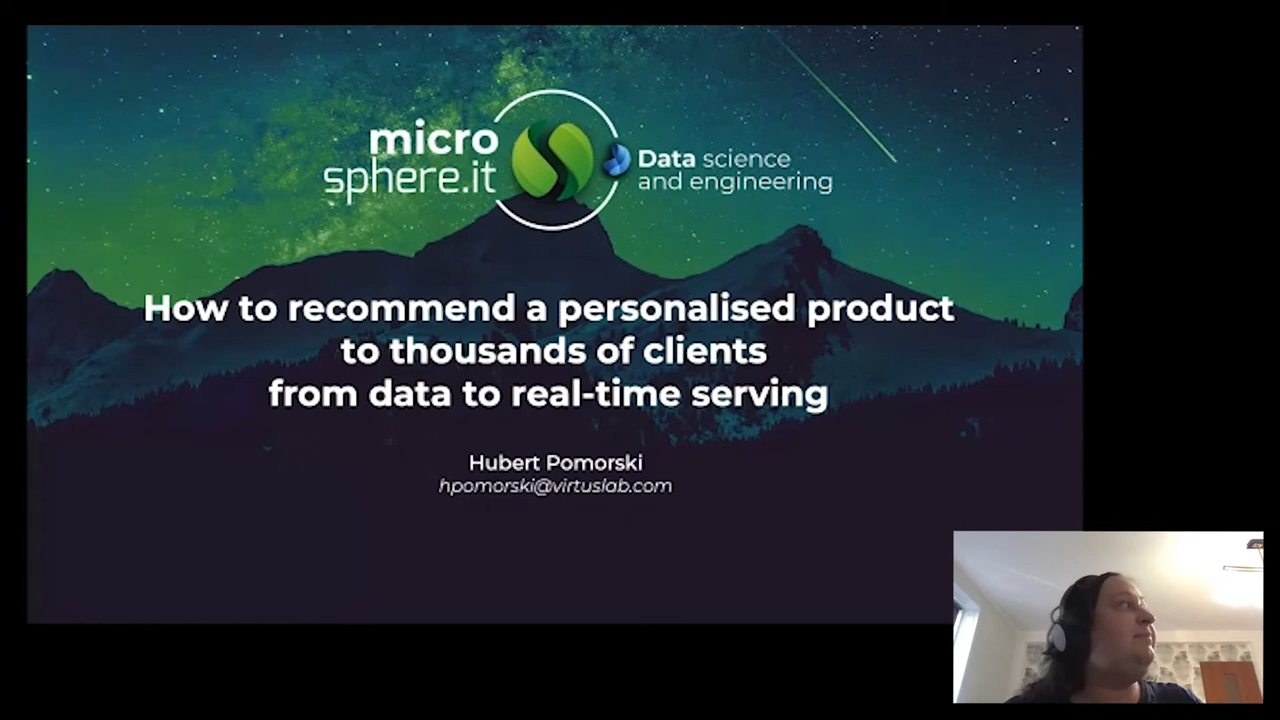 micro
sphere.it
Data science
and engineering
How to recommend a personalised product
to thousands of clients
from data to real-time serving
Hubert Pomorski
hpomorski@virtuslab.com